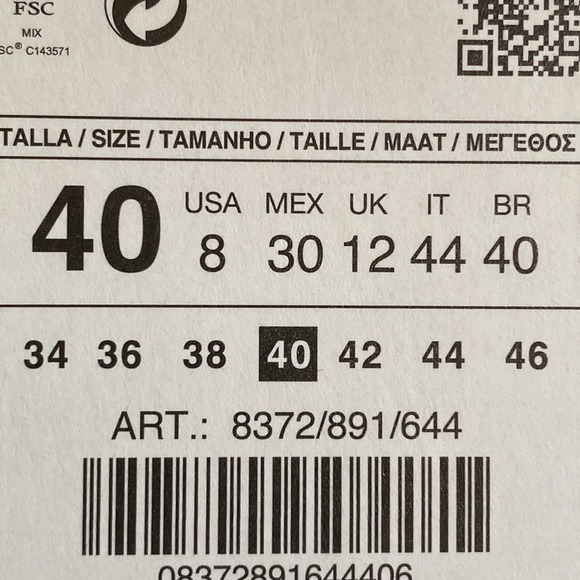 FSC
MIX
SC® C143571
TALLA / SIZE / TAMANHO / TAILLE / MAAT / ΜΕΓΕΘΟΣ
40 USA MEX UK IT BR
8 30 12 44 40
34 36 38 40 42 44 46
ART.: 8372/891/644
08372891644406